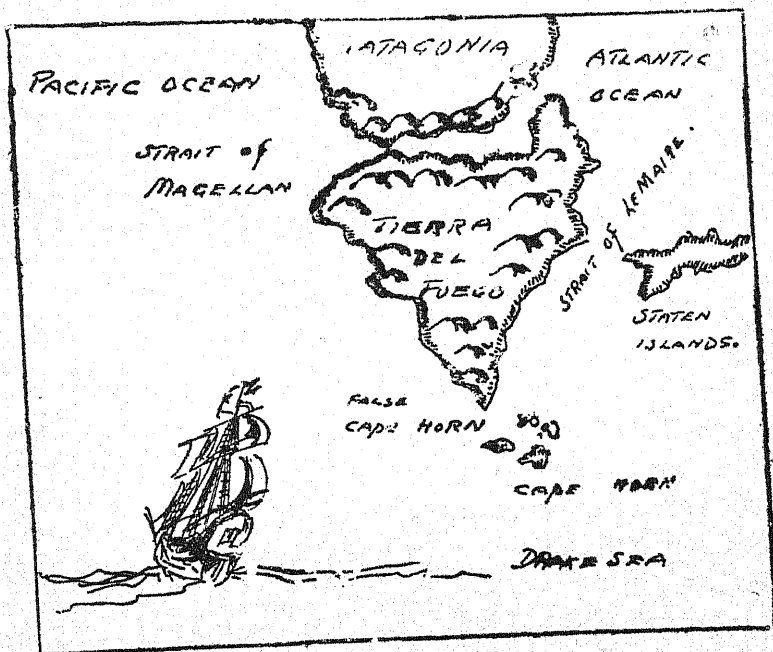 PATAGONIA
PACIFIC OCEAN
ATLANTIC
OCEAN
STRAIT of
MAGELLAN
STRAIT OF LEMAIRE.
TIERRA
DEL
FUEGO
STATEN
ISLANDS.
FALSE
CAPE HORN
CAPE HORN
DRAKE SEA